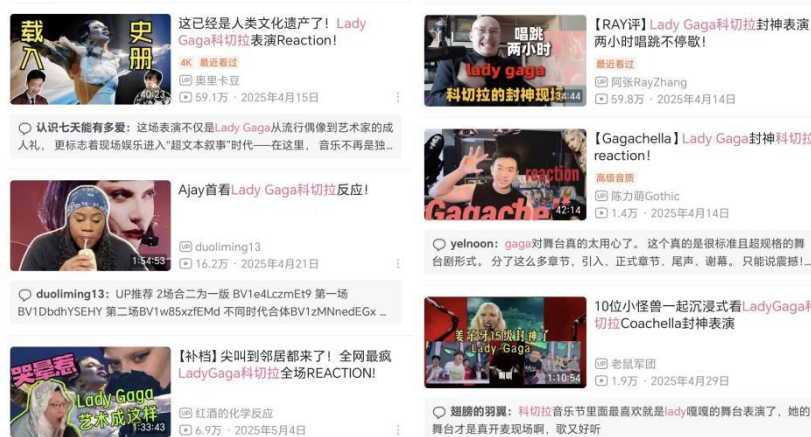 载入
史册
40:23
这已经是人类文化遗产了！Lady
Gaga科切拉表演Reaction！
4K 最近看过
UP 奥里卡豆
59.1万 · 2025年4月15日
认识七天能有多爱：这场表演不仅是Lady Gaga从流行偶像到艺术家的成
人礼， 更标志着现场娱乐进入“超文本叙事”时代——在这里， 音乐不再是独...
1:54:53
Ajay首看Lady Gaga科切拉反应！
UP duoliming13
16.2万 · 2025年4月21日
duoliming13：UP推荐 2场合二为一版 BV1e4LczmEt9 第一场
BV1DbdhYSEHY 第二场BV1w85xzfEMd 不同时代合体BV1zMNnedEGx ...
哭晕惹
Lady Gaga
艺术成这样
1:33:43
【补档】尖叫到邻居都来了！全网最疯
LadyGaga科切拉全场REACTION！
UP 红酒的化学反应
6.9万 · 2025年5月4日
唱跳
两小时
lady gaga
科切拉的封神现场
34:44
【RAY评】Lady Gaga科切拉封神表演
两小时唱跳不停歇！
最近看过
UP 阿张RayZhang
59.8万 · 2025年4月14日
reaction
Gagache
42:14
【Gagachella】Lady Gaga封神科切拉
reaction！
高级音质
UP 陈力萌Gothic
1.4万 · 2025年4月14日
yelnoon：gaga对舞台真的太用心了。 这个真的是很标准且超规格的舞
台剧形式。 分了这么多章节，引入、正式章节、尾声、谢幕。 只能说震撼！...
姜子牙15级封神了
Lady Gaga
1:10:54
10位小怪兽一起沉浸式看LadyGaga科
切拉Coachella封神表演
UP 老鼠军团
1.9万 · 2025年4月29日
翅膀的羽翼：科切拉音乐节里面最喜欢就是lady嘎嘎的舞台表演了，她的
舞台才是真开麦现场啊，歌又好听